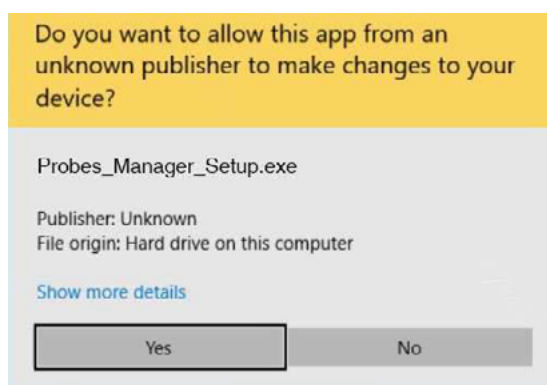 Do you want to allow this app from an
unknown publisher to make changes to your
device?
Probes_Manager_Setup.exe
Publisher: Unknown
File origin: Hard drive on this computer
Show more details
Yes
No